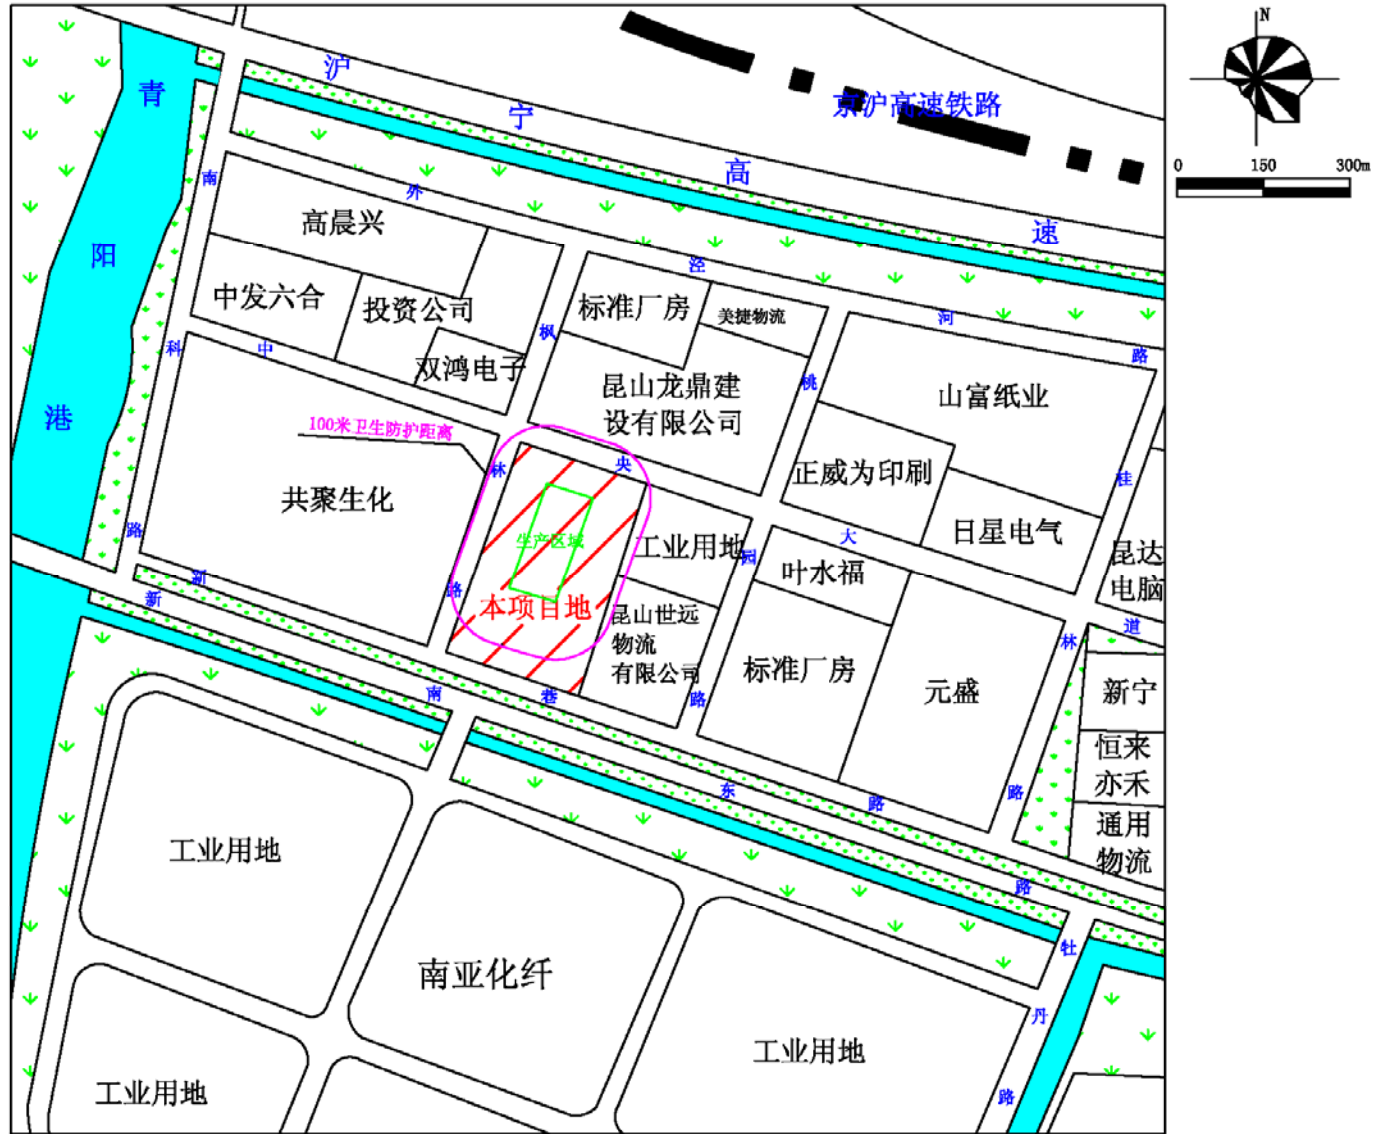 N
0 150 300m
沪宁高速
京沪高速铁路
青阳港
南科路
外泾河路
高晨兴
中发六合
投资公司
双鸿电子
中央大道
枫林路
标准厂房
美捷物流
昆山龙鼎建
设有限公司
桃园路
山富纸业
正威为印刷
日星电气
桂林路
昆达
电脑
100米卫生防护距离
共聚生化
生产区域
本项目地
工业用地
昆山世远
物流
有限公司
叶水福
标准厂房
元盛
新宁
恒来
亦禾
通用
物流
新
新南巷东路
路
工业用地
南亚化纤
工业用地
工业用地
牡丹路